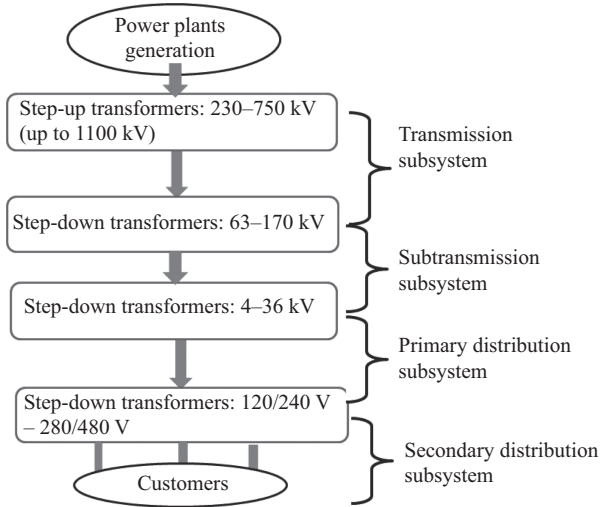 Power plants
generation
Step-up transformers: 230–750 kV
(up to 1100 kV)
Transmission
subsystem
Step-down transformers: 63–170 kV
Subtransmission
subsystem
Step-down transformers: 4–36 kV
Primary distribution
subsystem
Step-down transformers: 120/240 V
– 280/480 V
Secondary distribution
subsystem
Customers